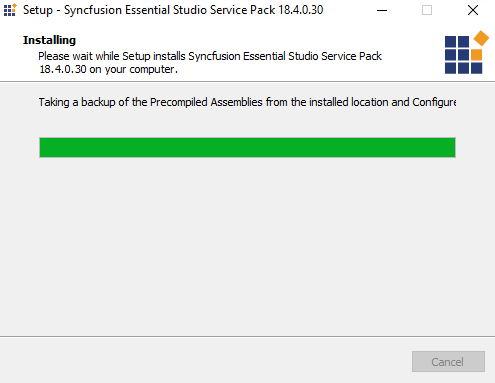 Setup - Syncfusion Essential Studio Service Pack 18.4.0.30
Installing
Please wait while Setup installs Syncfusion Essential Studio Service Pack
18.4.0.30 on your computer.
Taking a backup of the Precompiled Assemblies from the installed location and Configure
Cancel